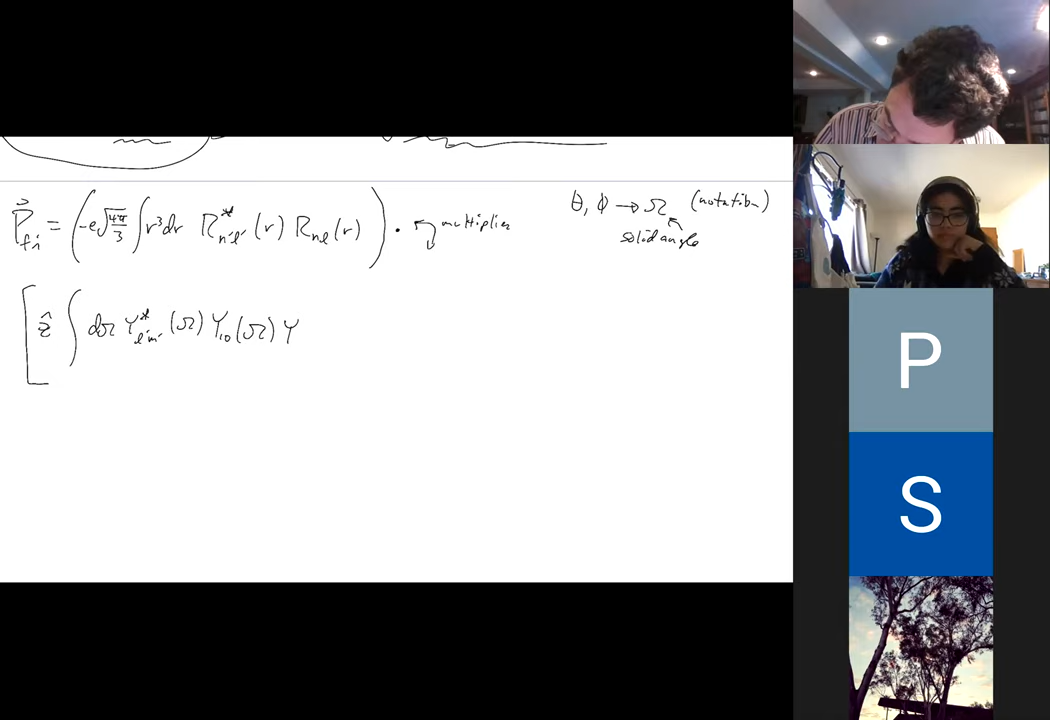 P⃗_fi = (-e√(4π/3) ∫ r³dr R*_n'l'(r) R_nl(r)) · multiplier
θ, ϕ → Ω (notation)
solid angle
[ẑ ∫ dΩ Y*_l'm'(Ω) Y_10(Ω) Y
P
S